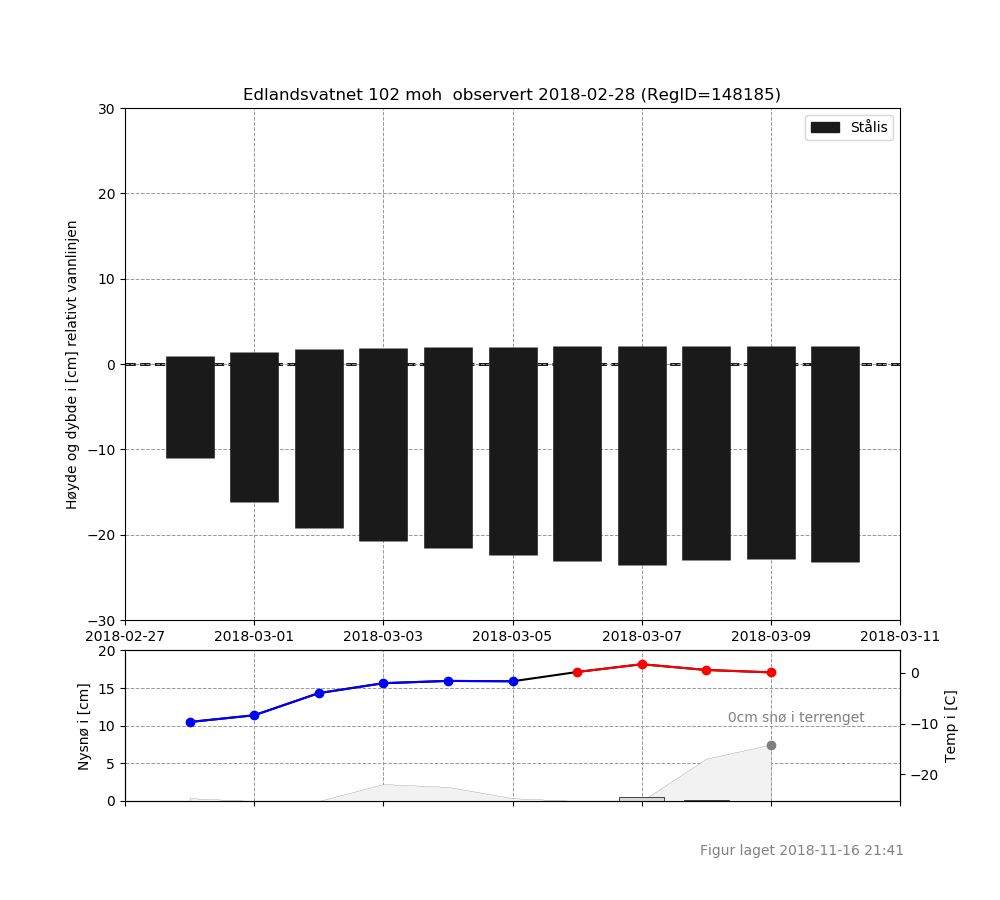 Edlandsvatnet 102 moh  observert 2018-02-28 (RegID=148185)
Stålis
Høyde og dybde i [cm] relativt vannlinjen
30
20
10
0
−10
−20
−30
2018-02-27 2018-03-01 2018-03-03 2018-03-05 2018-03-07 2018-03-09 2018-03-11
Nysnø i [cm]
20
15
10
5
0
0cm snø i terrenget
0
−10
−20
Temp i [C]
Figur laget 2018-11-16 21:41